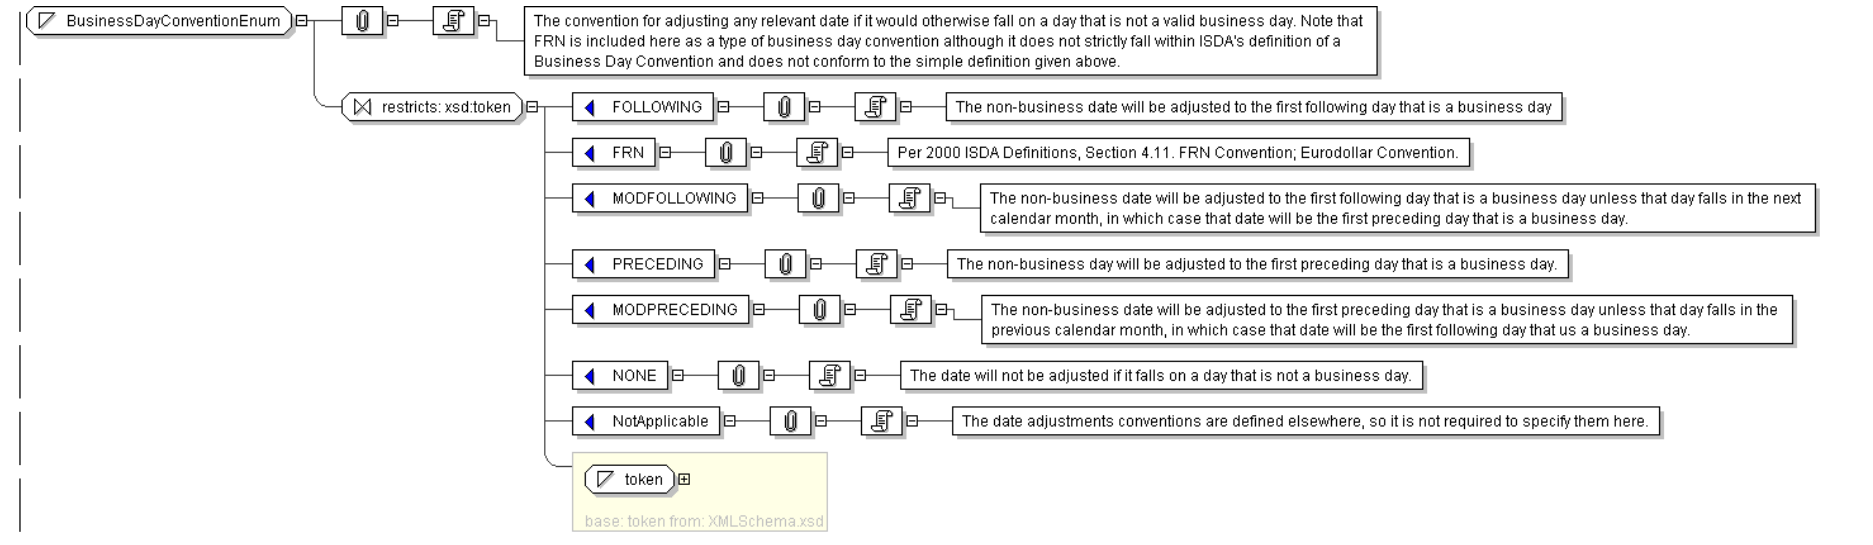 BusinessDayConventionEnum
The convention for adjusting any relevant date if it would otherwise fall on a day that is not a valid business day. Note that
FRN is included here as a type of business day convention although it does not strictly fall within ISDA's definition of a
Business Day Convention and does not conform to the simple definition given above.
restricts: xsd:token
FOLLOWING
The non-business date will be adjusted to the first following day that is a business day
FRN
Per 2000 ISDA Definitions, Section 4.11. FRN Convention; Eurodollar Convention.
MODFOLLOWING
The non-business date will be adjusted to the first following day that is a business day unless that day falls in the next
calendar month, in which case that date will be the first preceding day that is a business day.
PRECEDING
The non-business day will be adjusted to the first preceding day that is a business day.
MODPRECEDING
The non-business date will be adjusted to the first preceding day that is a business day unless that day falls in the
previous calendar month, in which case that date will be the first following day that us a business day.
NONE
The date will not be adjusted if it falls on a day that is not a business day.
NotApplicable
The date adjustments conventions are defined elsewhere, so it is not required to specify them here.
token
base: token from: XMLSchema.xsd